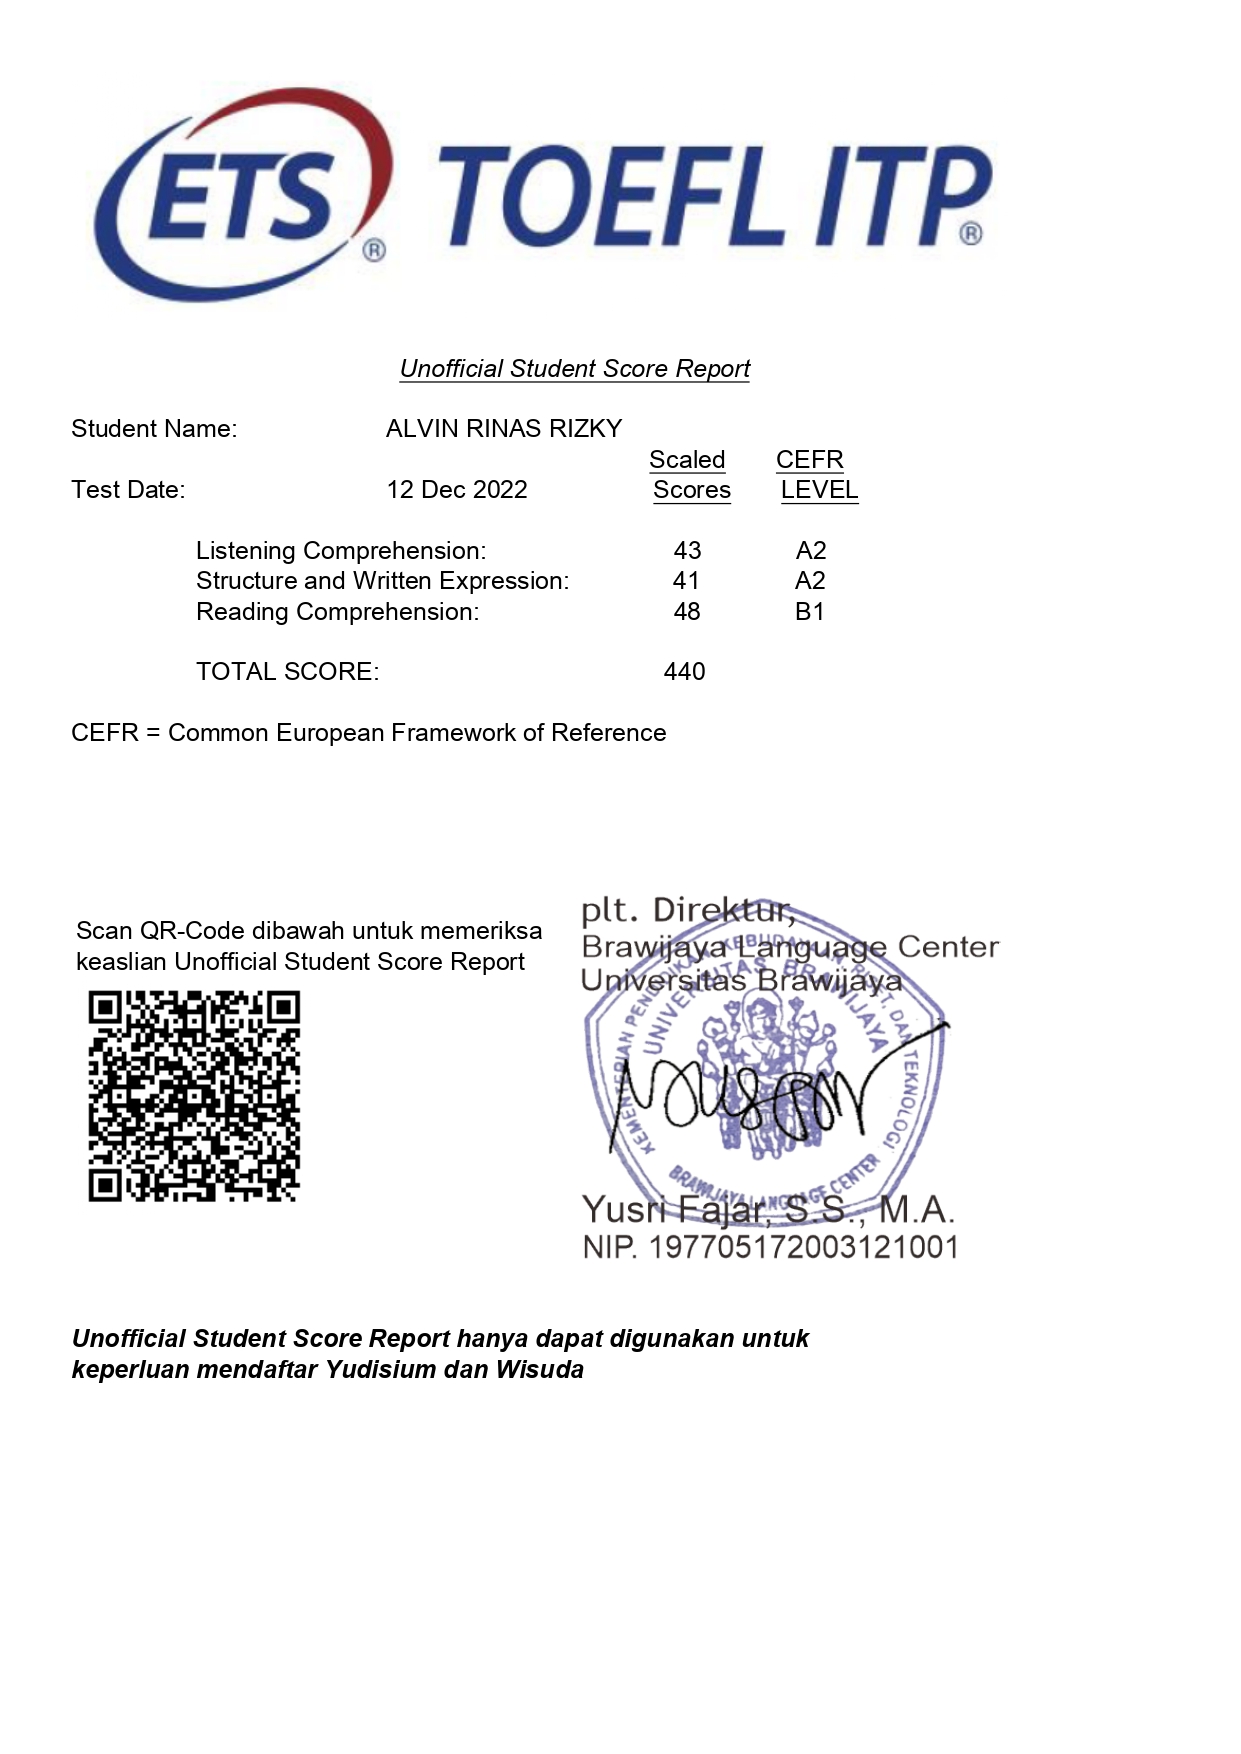 ETS® TOEFL ITP®
Unofficial Student Score Report
Student Name: ALVIN RINAS RIZKY
Scaled CEFR
Test Date: 12 Dec 2022 Scores LEVEL
Listening Comprehension: 43 A2
Structure and Written Expression: 41 A2
Reading Comprehension: 48 B1
TOTAL SCORE: 440
CEFR = Common European Framework of Reference
Scan QR-Code dibawah untuk memeriksa
keaslian Unofficial Student Score Report
plt. Direktur,
Brawijaya Language Center
Universitas Brawijaya
KEMENTERIAN PENDIDIKAN, KEBUDAYAAN, RISET, DAN TEKNOLOGI
UNIVERSITAS BRAWIJAYA
BRAWIJAYA LANGUAGE CENTER
Yusri Fajar, S.S., M.A.
NIP. 197705172003121001
Unofficial Student Score Report hanya dapat digunakan untuk
keperluan mendaftar Yudisium dan Wisuda